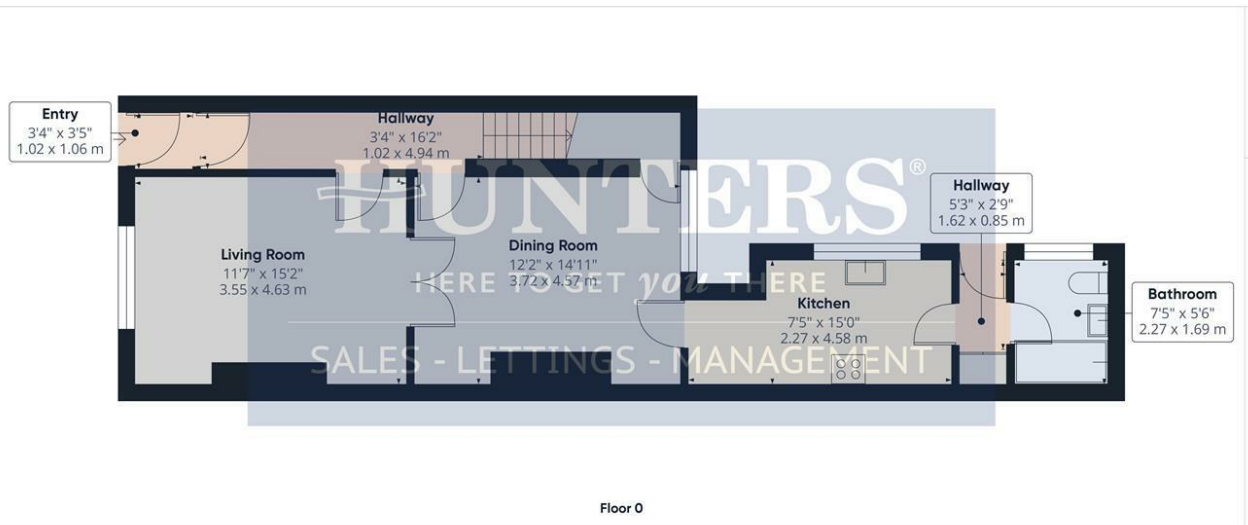 Entry
3'4" x 3'5"
1.02 x 1.06 m
Hallway
3'4" x 16'2"
1.02 x 4.94 m
HUNTERS®
HERE TO GET you THERE
SALES - LETTINGS - MANAGEMENT
Living Room
11'7" x 15'2"
3.55 x 4.63 m
Dining Room
12'2" x 14'11"
3.72 x 4.57 m
Kitchen
7'5" x 15'0"
2.27 x 4.58 m
Hallway
5'3" x 2'9"
1.62 x 0.85 m
Bathroom
7'5" x 5'6"
2.27 x 1.69 m
Floor 0